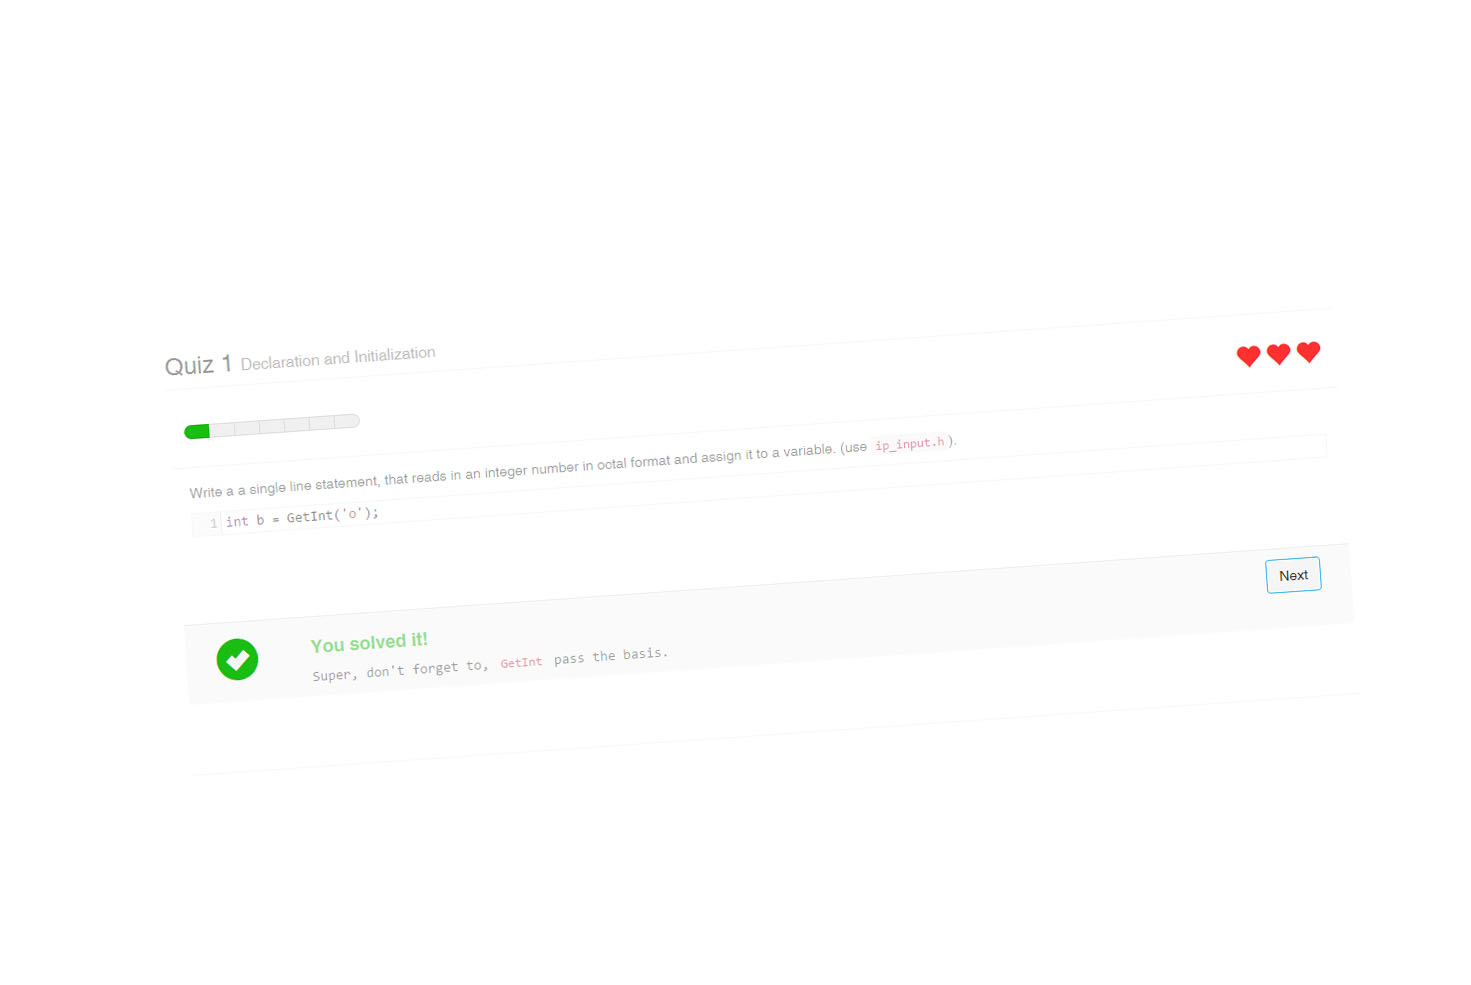 Quiz 1 Declaration and Initialization
Write a a single line statement, that reads in an integer number in octal format and assign it to a variable. (use ip_input.h).
1 int b = GetInt('o');
Next
You solved it!
Super, don't forget to, GetInt pass the basis.